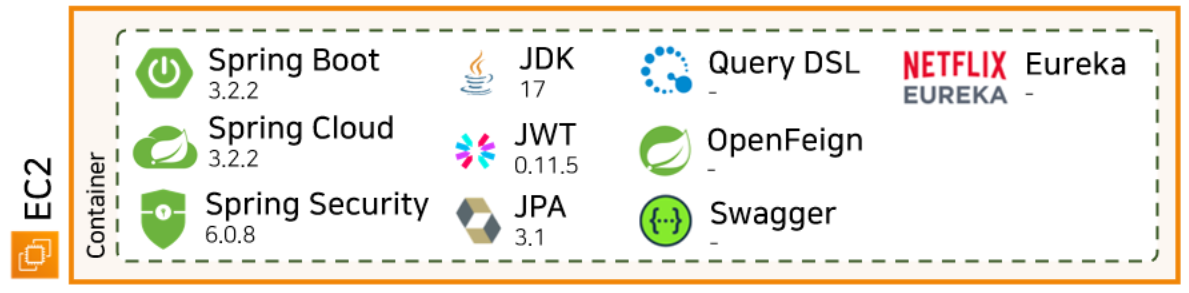 EC2
Container
Spring Boot
3.2.2
Spring Cloud
3.2.2
Spring Security
6.0.8
JDK
17
JWT
0.11.5
JPA
3.1
Query DSL
-
OpenFeign
-
Swagger
-
NETFLIX
EUREKA
Eureka
-